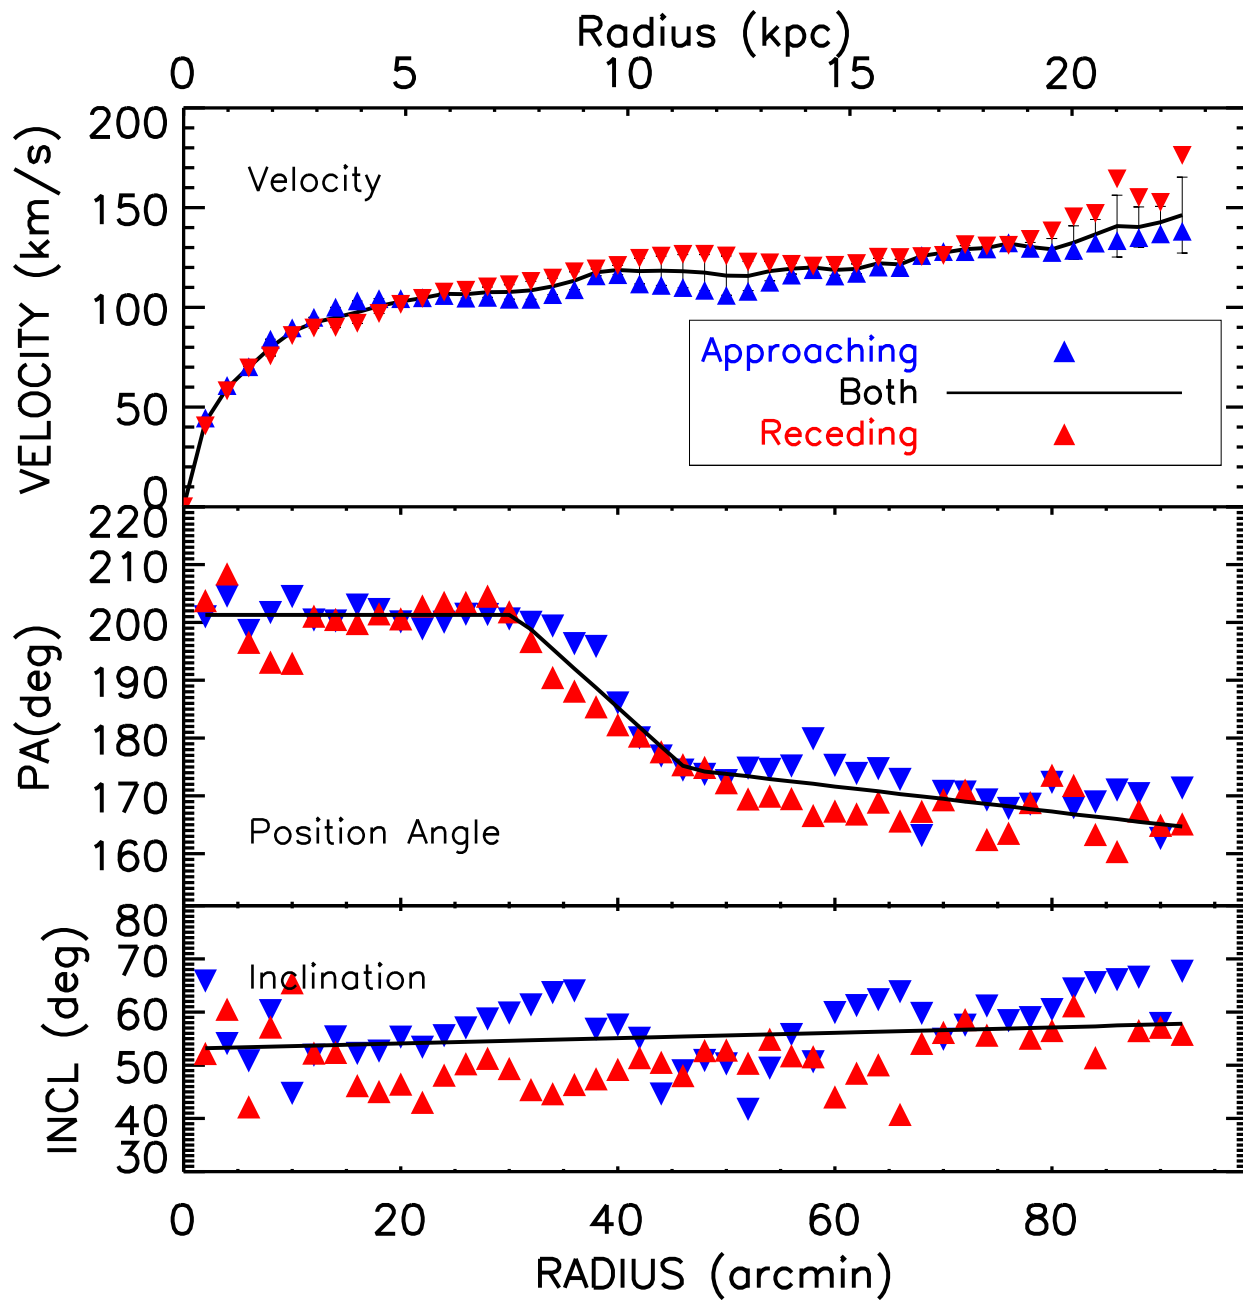 Radius (kpc)
0 5 10 15 20
VELOCITY (km/s)
200
150
100
50
0
Velocity
Approaching
Both
Receding
PA(deg)
220
210
200
190
180
170
160
Position Angle
INCL (deg)
80
70
60
50
40
30
Inclination
0 20 40 60 80
RADIUS (arcmin)